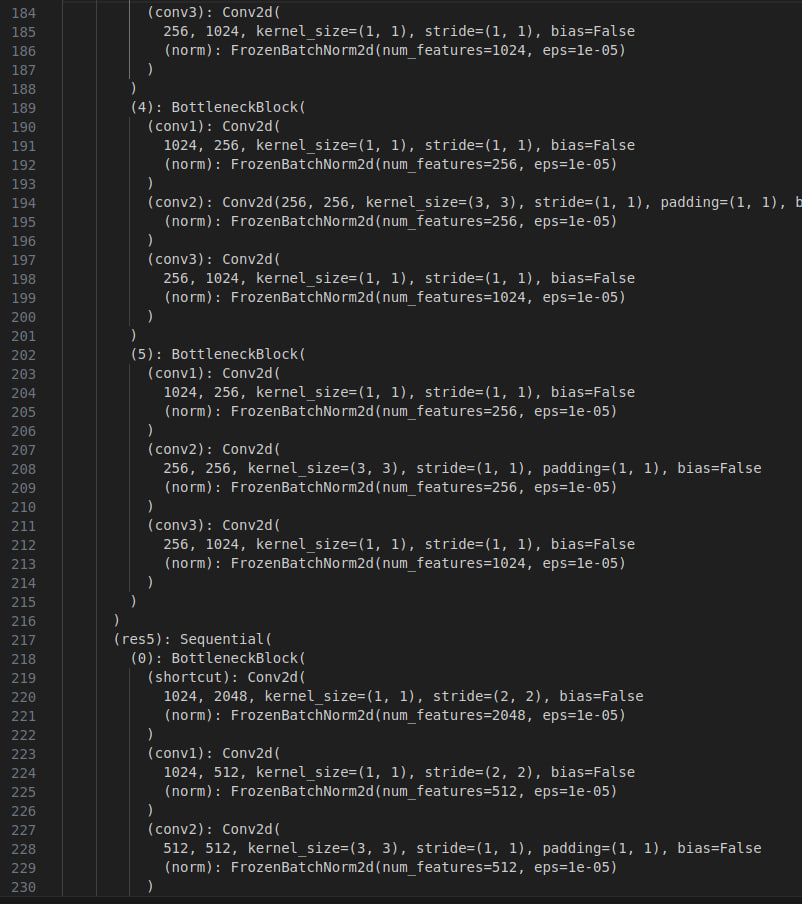 184 (conv3): Conv2d(
185 256, 1024, kernel_size=(1, 1), stride=(1, 1), bias=False
186 (norm): FrozenBatchNorm2d(num_features=1024, eps=1e-05)
187 )
188 )
189 (4): BottleneckBlock(
190 (conv1): Conv2d(
191 1024, 256, kernel_size=(1, 1), stride=(1, 1), bias=False
192 (norm): FrozenBatchNorm2d(num_features=256, eps=1e-05)
193 )
194 (conv2): Conv2d(256, 256, kernel_size=(3, 3), stride=(1, 1), padding=(1, 1), b
195 (norm): FrozenBatchNorm2d(num_features=256, eps=1e-05)
196 )
197 (conv3): Conv2d(
198 256, 1024, kernel_size=(1, 1), stride=(1, 1), bias=False
199 (norm): FrozenBatchNorm2d(num_features=1024, eps=1e-05)
200 )
201 )
202 (5): BottleneckBlock(
203 (conv1): Conv2d(
204 1024, 256, kernel_size=(1, 1), stride=(1, 1), bias=False
205 (norm): FrozenBatchNorm2d(num_features=256, eps=1e-05)
206 )
207 (conv2): Conv2d(
208 256, 256, kernel_size=(3, 3), stride=(1, 1), padding=(1, 1), bias=False
209 (norm): FrozenBatchNorm2d(num_features=256, eps=1e-05)
210 )
211 (conv3): Conv2d(
212 256, 1024, kernel_size=(1, 1), stride=(1, 1), bias=False
213 (norm): FrozenBatchNorm2d(num_features=1024, eps=1e-05)
214 )
215 )
216 )
217 (res5): Sequential(
218 (0): BottleneckBlock(
219 (shortcut): Conv2d(
220 1024, 2048, kernel_size=(1, 1), stride=(2, 2), bias=False
221 (norm): FrozenBatchNorm2d(num_features=2048, eps=1e-05)
222 )
223 (conv1): Conv2d(
224 1024, 512, kernel_size=(1, 1), stride=(2, 2), bias=False
225 (norm): FrozenBatchNorm2d(num_features=512, eps=1e-05)
226 )
227 (conv2): Conv2d(
228 512, 512, kernel_size=(3, 3), stride=(1, 1), padding=(1, 1), bias=False
229 (norm): FrozenBatchNorm2d(num_features=512, eps=1e-05)
230 )